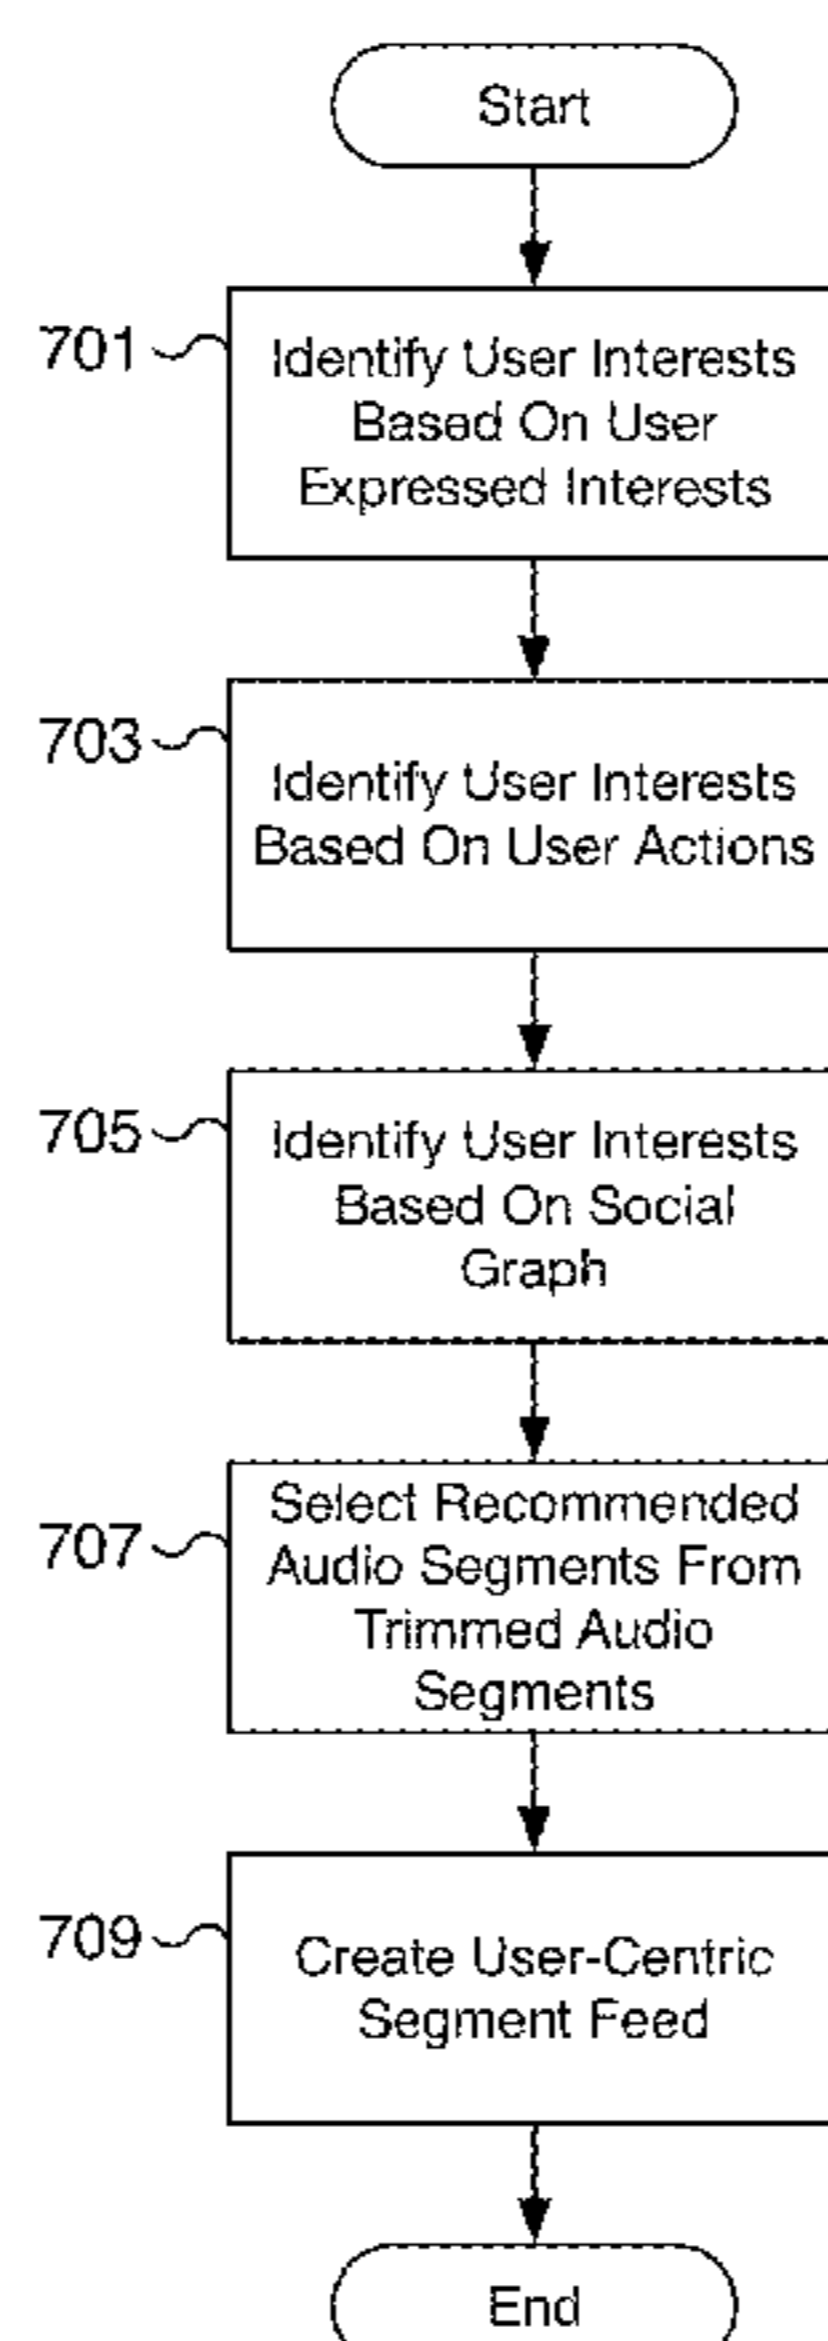 Start
701
Identify User Interests
Based On User
Expressed Interests
703
Identify User Interests
Based On User Actions
705
Identify User Interests
Based On Social
Graph
707
Select Recommended
Audio Segments From
Trimmed Audio
Segments
709
Create User-Centric
Segment Feed
End